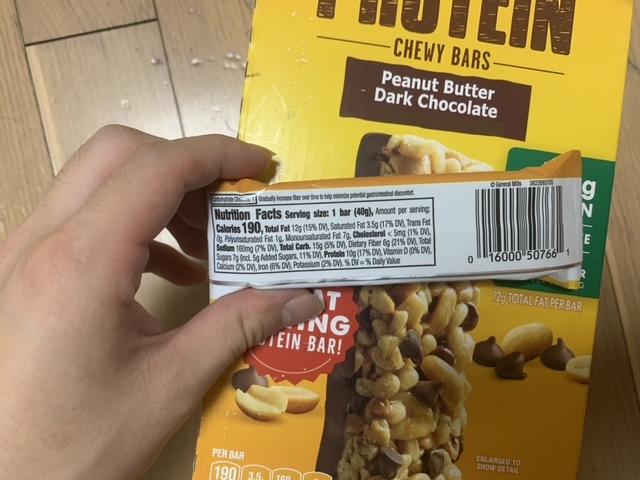 PROTEIN
CHEWY BARS
Peanut Butter
Dark Chocolate
© General Mills
Gradually increase fiber over time to help minimize potential gastrointestinal discomfort.
Nutrition Facts Serving size: 1 bar (40g), Amount per serving:
Calories 190, Total Fat 12g (15% DV), Saturated Fat 3.5g (17% DV), Trans Fat
0g, Polyunsaturated Fat 1g, Monounsaturated Fat 7g, Cholesterol < 5mg (1% DV),
Sodium 160mg (7% DV), Total Carb. 15g (5% DV), Dietary Fiber 6g (21% DV), Total
Sugars 7g (Incl. 5g Added Sugars, 11% DV), Protein 10g (17% DV), Vitamin D (0% DV),
Calcium (2% DV), Iron (6% DV), Potassium (2% DV). % DV = % Daily Value
0 16000 50766 1
12g TOTAL FAT PER BAR
BAR!
PER BAR
190 3.5 160
ENLARGED TO
SHOW DETAIL